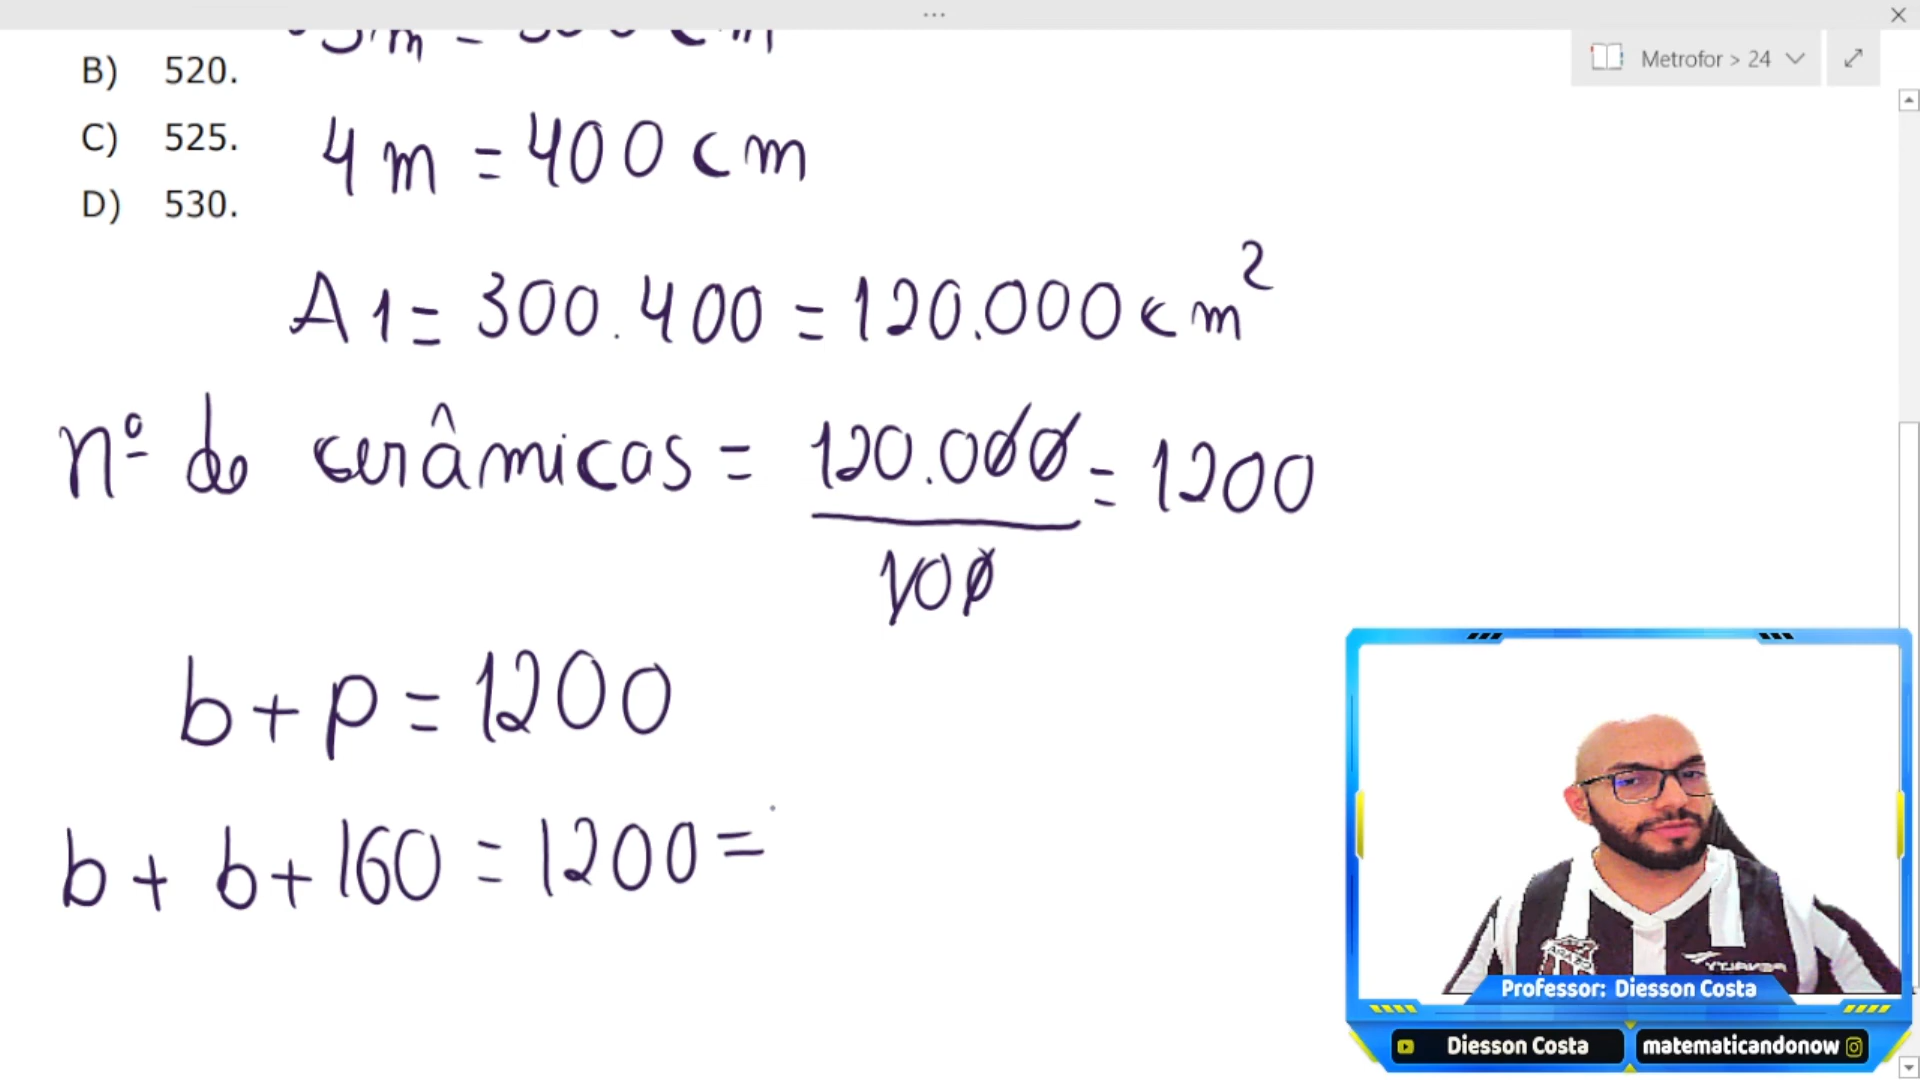 Metrofor > 24
B) 520.
C) 525.
D) 530.
4 m = 400 cm
A1 = 300.400 = 120.000 cm²
nº de cerâmicas = 120.000 = 1200
100
b + p = 1200
b + b + 160 = 1200 =
Professor: Diesson Costa
Diesson Costa
matematicandonow